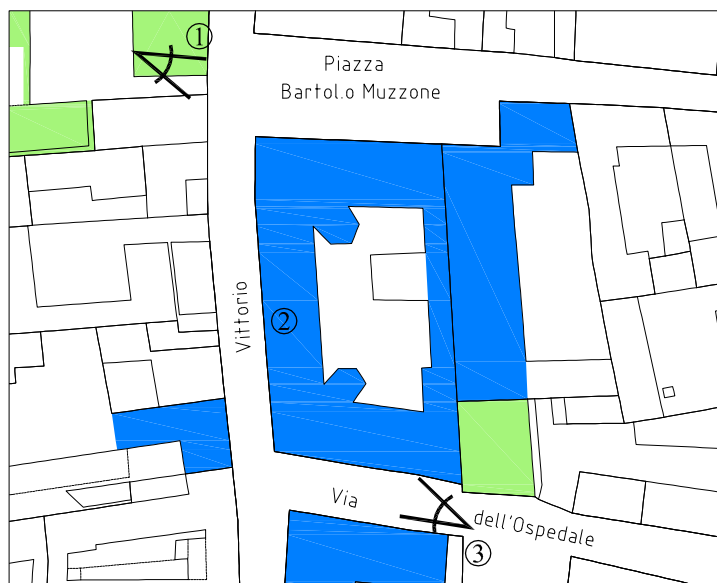 ①
Piazza
Bartol.o Muzzone
Vittorio
②
Via
dell'Ospedale
③